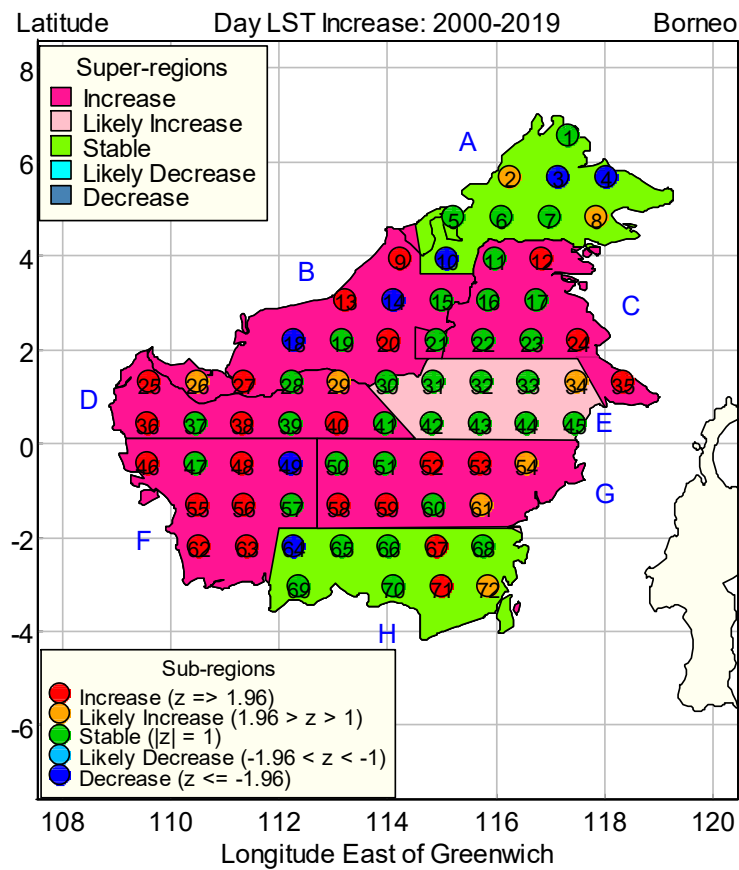 Latitude Day LST Increase: 2000-2019 Borneo
Super-regions
Increase
Likely Increase
Stable
Likely Decrease
Decrease
8
6
4
2
0
-2
-4
-6
A
B
C
D
E
F
G
H
1
2 3 4
5 6 7 8
9 10 11 12
13 14 15 16 17
18 19 20 21 22 23 24
25 26 27 28 29 30 31 32 33 34 35
36 37 38 39 40 41 42 43 44 45
46 47 48 49 50 51 52 53 54
55 56 57 58 59 60 61
62 63 64 65 66 67 68
69 70 71 72
Sub-regions
Increase (z => 1.96)
Likely Increase (1.96 > z > 1)
Stable (|z| = 1)
Likely Decrease (-1.96 < z < -1)
Decrease (z <= -1.96)
108 110 112 114 116 118 120
Longitude East of Greenwich